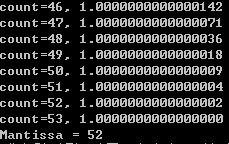 count=46, 1.0000000000000142
count=47, 1.0000000000000071
count=48, 1.0000000000000036
count=49, 1.0000000000000018
count=50, 1.0000000000000009
count=51, 1.0000000000000004
count=52, 1.0000000000000002
count=53, 1.0000000000000000
Mantissa = 52